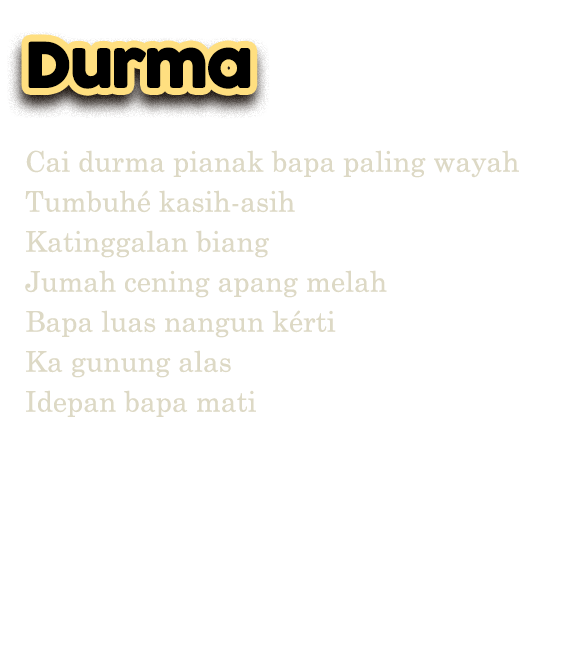 Durma
Cai durma pianak bapa paling wayah
Tumbuhé kasih-asih
Katinggalan biang
Jumah cening apang melah
Bapa luas nangun kérti
Ka gunung alas
Idepan bapa mati